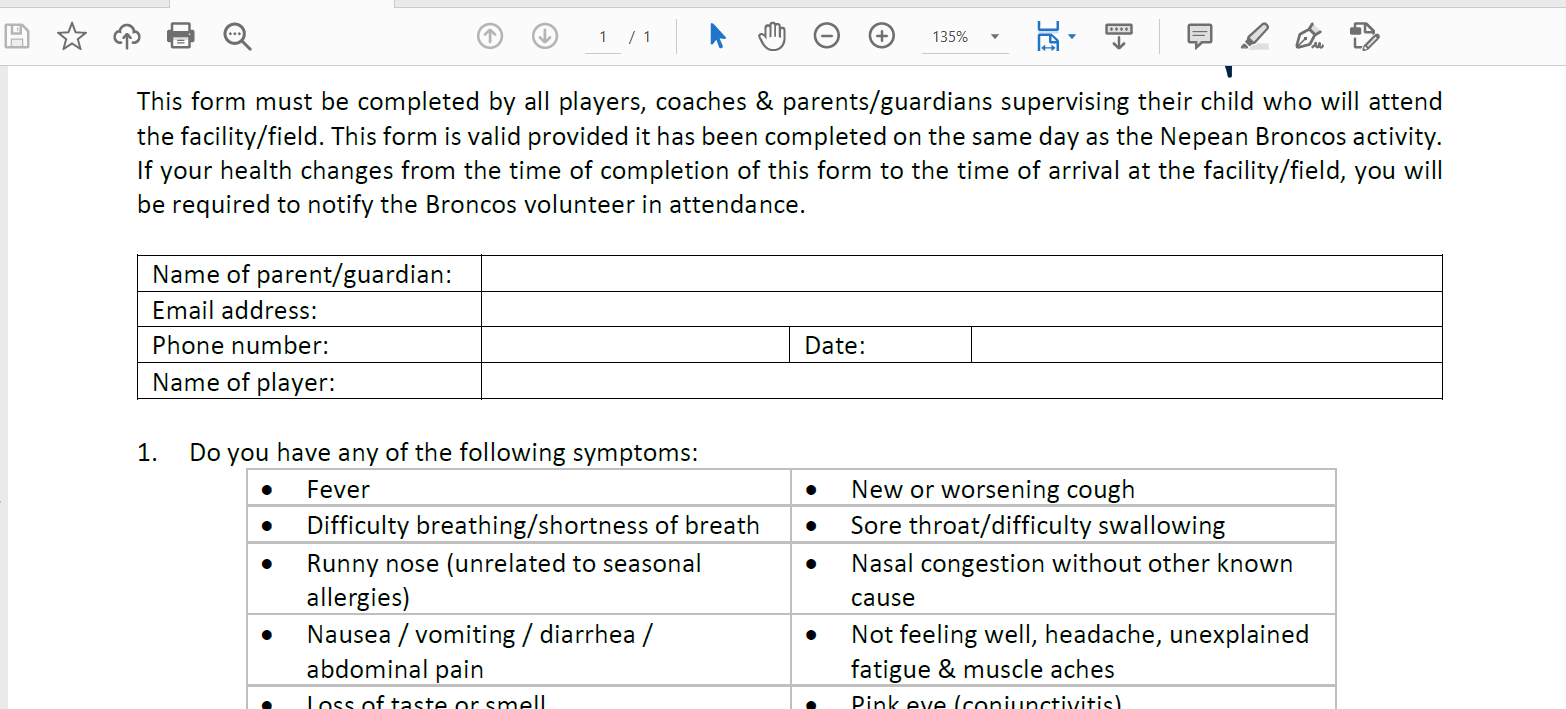 1 / 1
135%
This form must be completed by all players, coaches & parents/guardians supervising their child who will attend
the facility/field. This form is valid provided it has been completed on the same day as the Nepean Broncos activity.
If your health changes from the time of completion of this form to the time of arrival at the facility/field, you will
be required to notify the Broncos volunteer in attendance.
Name of parent/guardian:
Email address:
Phone number: Date:
Name of player:
1. Do you have any of the following symptoms:
• Fever
• New or worsening cough
• Difficulty breathing/shortness of breath
• Sore throat/difficulty swallowing
• Runny nose (unrelated to seasonal
allergies)
• Nasal congestion without other known
cause
• Nausea / vomiting / diarrhea /
abdominal pain
• Not feeling well, headache, unexplained
fatigue & muscle aches
• Loss of taste or smell
• Pink eye (conjunctivitis)